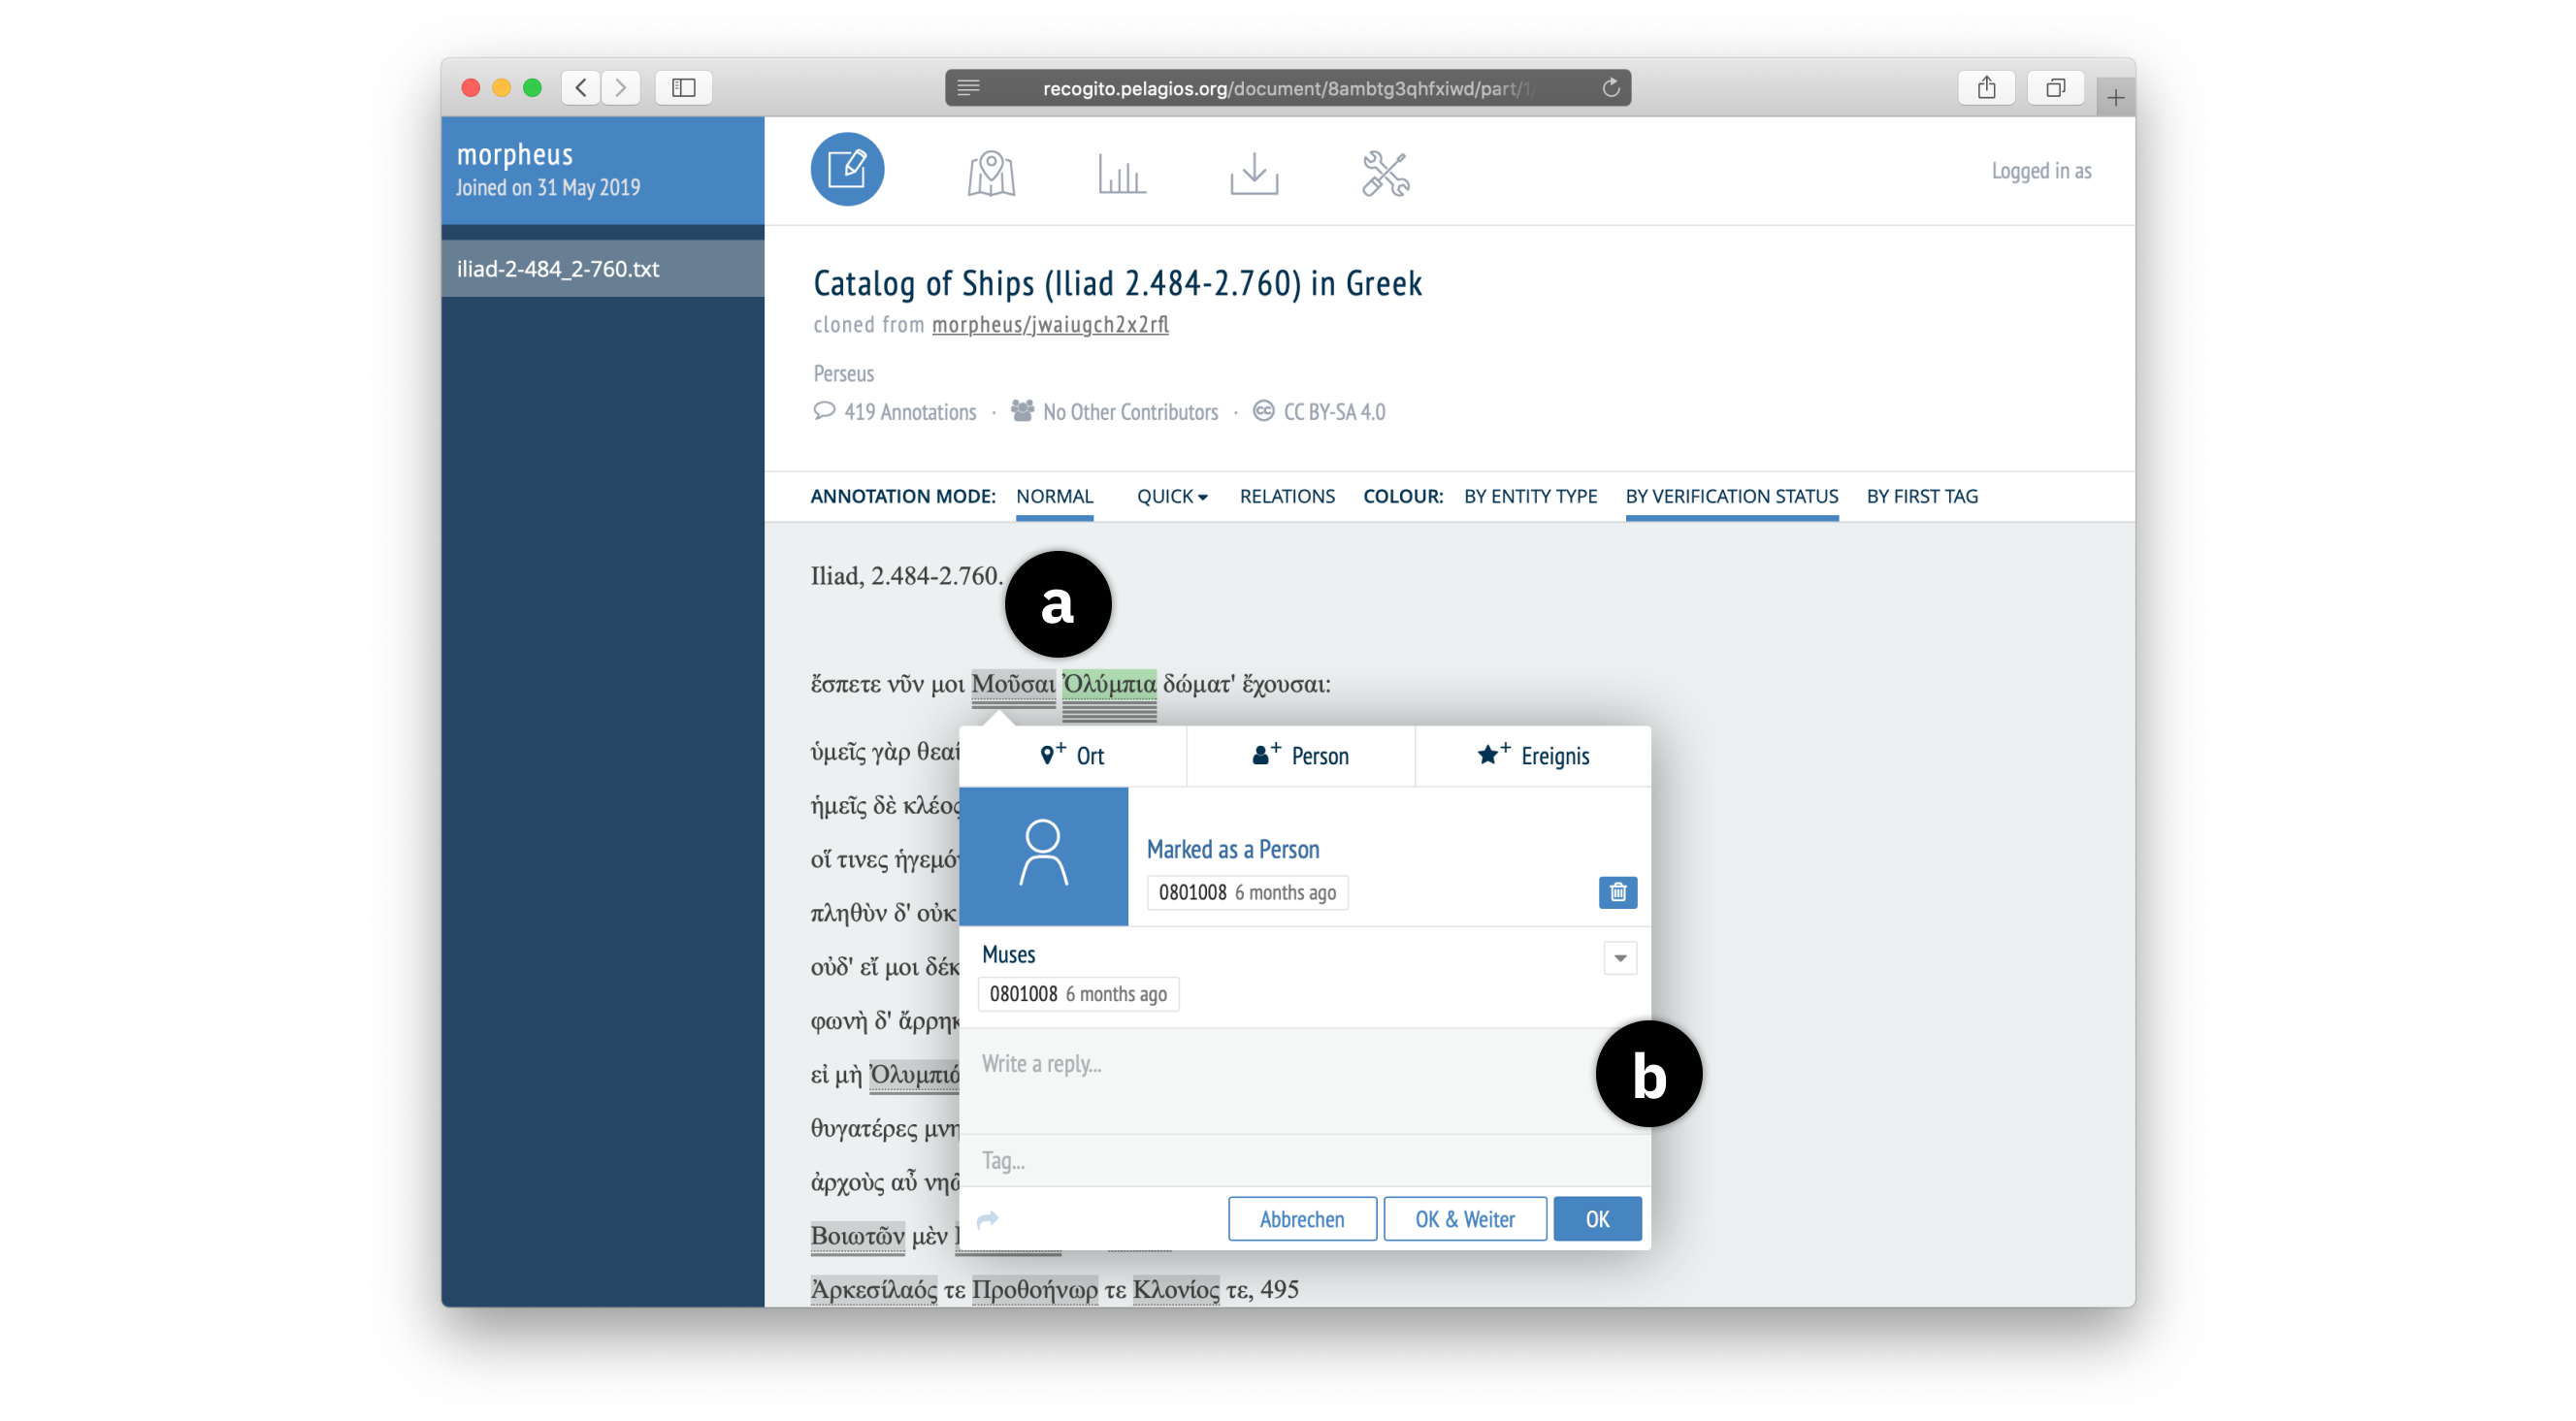 recogito.pelagios.org/document/8ambtg3qhfxiwd/part/1/
morpheus
Joined on 31 May 2019
Logged in as
iliad-2-484_2-760.txt
Catalog of Ships (Iliad 2.484-2.760) in Greek
cloned from morpheus/jwaiugch2x2rfl
Perseus
419 Annotations · No Other Contributors · CC BY-SA 4.0
ANNOTATION MODE: NORMAL QUICK RELATIONS COLOUR: BY ENTITY TYPE BY VERIFICATION STATUS BY FIRST TAG
Iliad, 2.484-2.760.
a
ἔσπετε νῦν μοι Μοῦσαι Ὀλύμπια δώματ' ἔχουσαι:
ὑμεῖς γὰρ θεαί
Ort Person Ereignis
ἡμεῖς δὲ κλέος
οἵ τινες ἡγεμό
Marked as a Person
0801008 6 months ago
πληθὺν δ' οὐκ
Muses
οὐδ' εἴ μοι δέκ
0801008 6 months ago
φωνὴ δ' ἄρρηκ
Write a reply...
b
εἰ μὴ Ὀλυμπιά
θυγατέρες μνη
Tag...
ἀρχοὺς αὖ νηῶ
Abbrechen OK & Weiter OK
Βοιωτῶν μὲν
Ἀρκεσίλαός τε Προθοήνωρ τε Κλονίος τε, 495